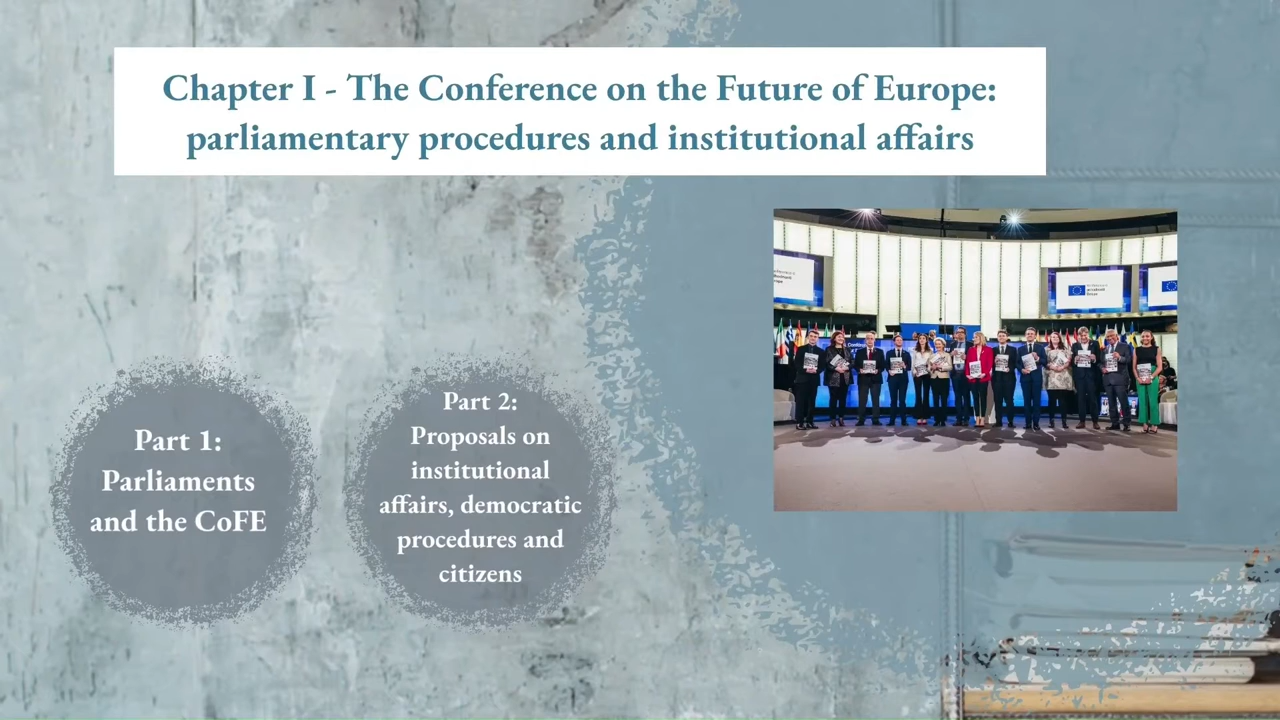 Chapter I - The Conference on the Future of Europe:
parliamentary procedures and institutional affairs
Part 1:
Parliaments
and the CoFE
Part 2:
Proposals on
institutional
affairs, democratic
procedures and
citizens